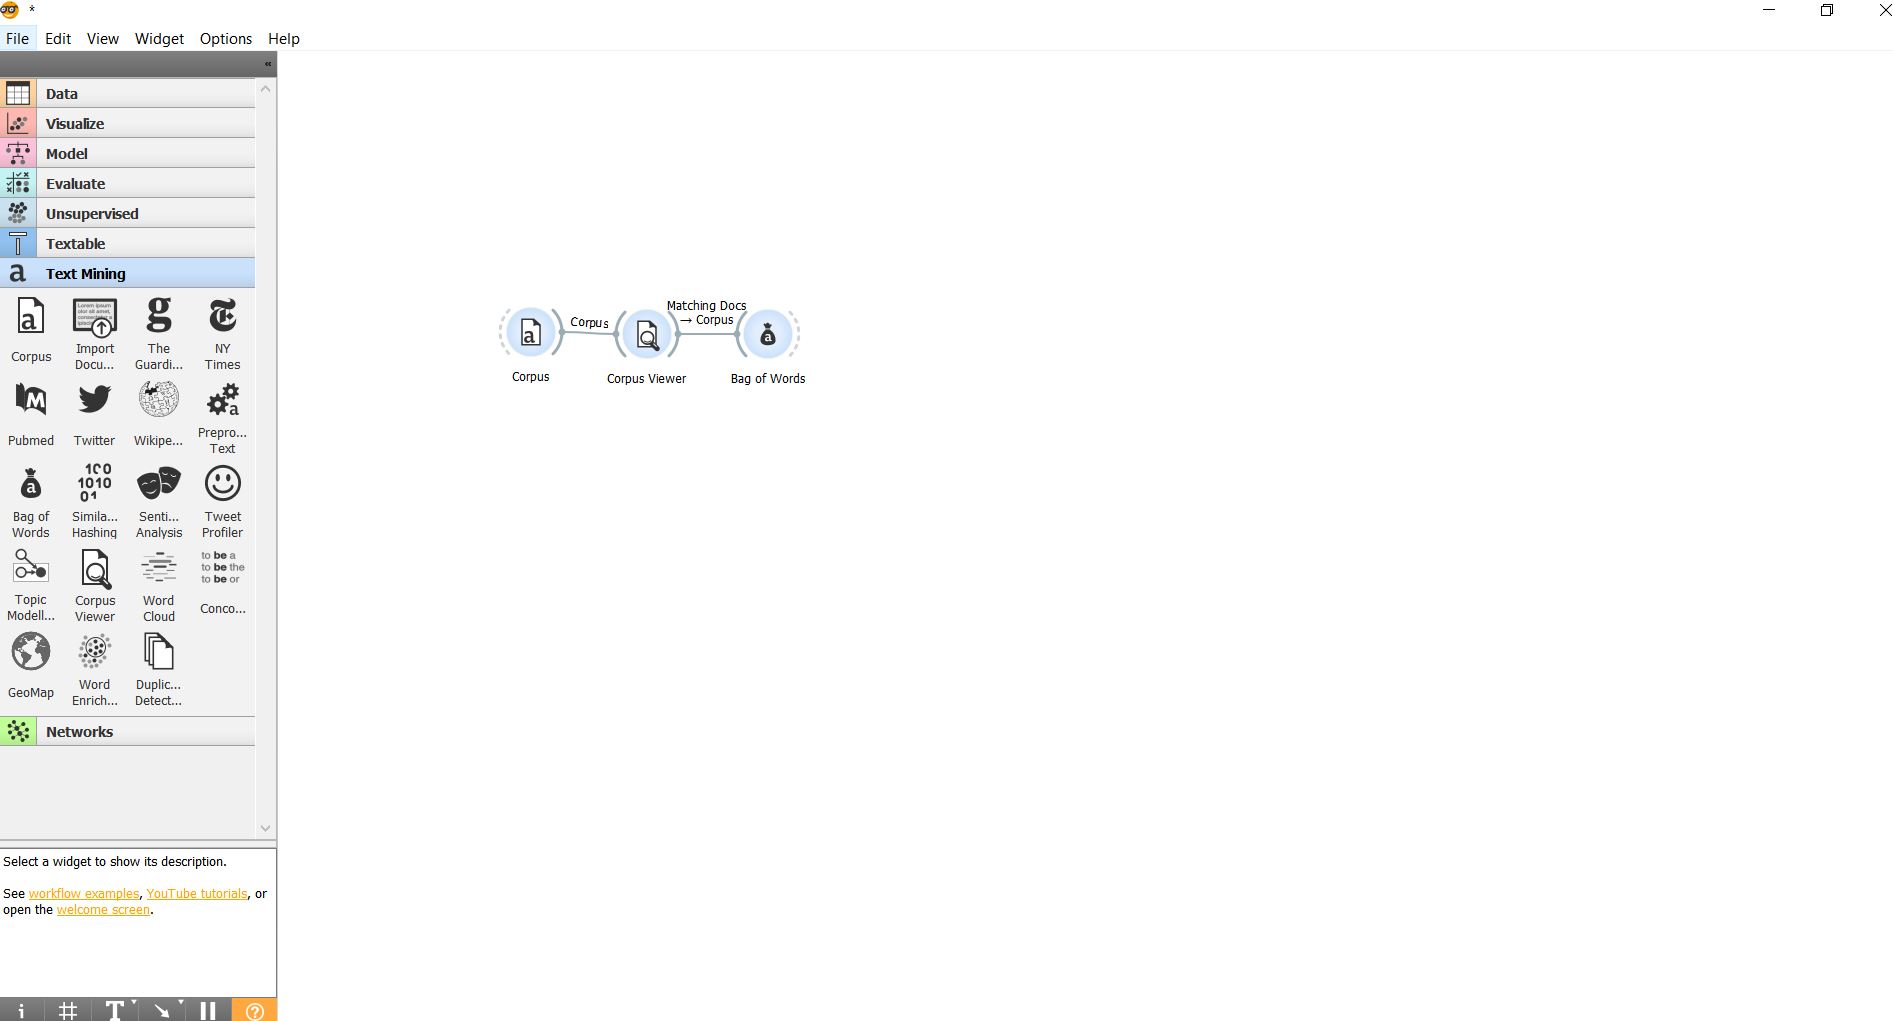 *
File Edit View Widget Options Help
«
Data
Visualize
Model
Evaluate
Unsupervised
Textable
a Text Mining
Corpus
Import
Docu...
The
Guardi...
NY
Times
Pubmed
Twitter
Wikipe...
Prepro...
Text
Bag of
Words
Simila...
Hashing
Senti...
Analysis
Tweet
Profiler
Topic
Modell...
Corpus
Viewer
Word
Cloud
to be a
to be the
to be or
Conco...
GeoMap
Word
Enrich...
Duplic...
Detect...
Networks
Select a widget to show its description.
See workflow examples, YouTube tutorials, or
open the welcome screen.
Corpus
Matching Docs
→ Corpus
Corpus
Corpus Viewer
Bag of Words